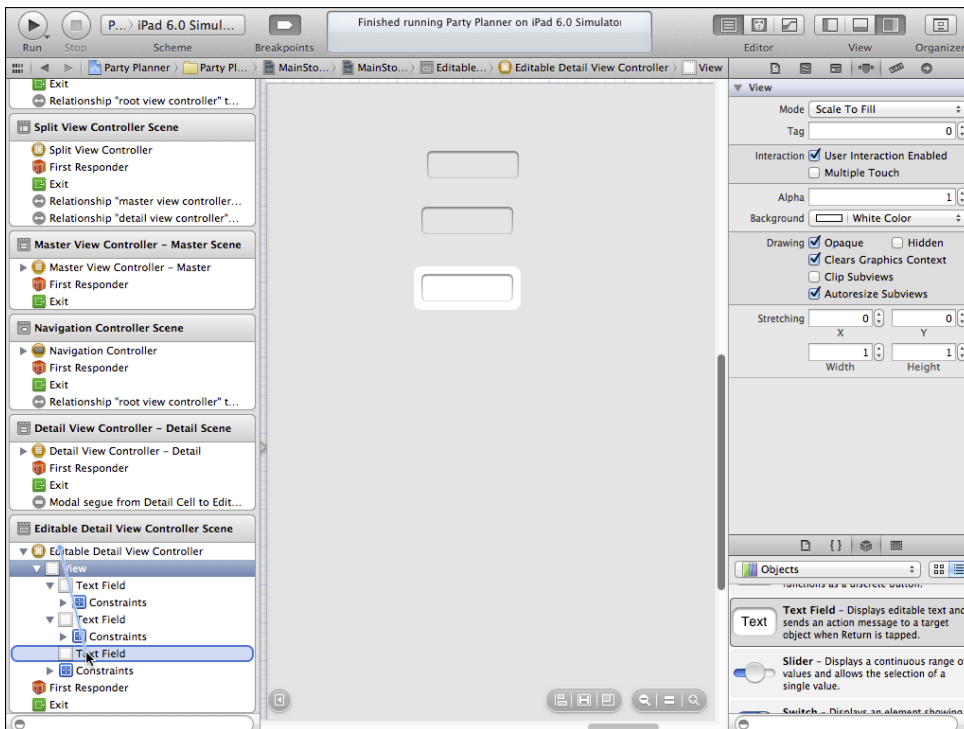 P...〉 iPad 6.0 Simul...
Finished running Party Planner on iPad 6.0 Simulator
Run Stop Scheme Breakpoints Editor View Organizer
Party Planner 〉 Party Pl... 〉 MainSto... 〉 MainSto... 〉 Editable... 〉 Editable Detail View Controller 〉 View
Exit
Relationship "root view controller" t...
Split View Controller Scene
Split View Controller
First Responder
Exit
Relationship "master view controller...
Relationship "detail view controller"...
Master View Controller – Master Scene
Master View Controller – Master
First Responder
Exit
Navigation Controller Scene
Navigation Controller
First Responder
Exit
Relationship "root view controller" t...
Detail View Controller – Detail Scene
Detail View Controller – Detail
First Responder
Exit
Modal segue from Detail Cell to Edit...
Editable Detail View Controller Scene
Editable Detail View Controller
View
Text Field
Constraints
Text Field
Constraints
Text Field
Constraints
First Responder
Exit
View
Mode Scale To Fill
Tag 0
Interaction User Interaction Enabled
Multiple Touch
Alpha 1
Background White Color
Drawing Opaque Hidden
Clears Graphics Context
Clip Subviews
Autoresize Subviews
Stretching 0 0
X Y
1 1
Width Height
{}
Objects
functions as a discrete button.
Text
Text Field – Displays editable text and
sends an action message to a target
object when Return is tapped.
Slider – Displays a continuous range of
values and allows the selection of a
single value.
Switch – Displays an element showing